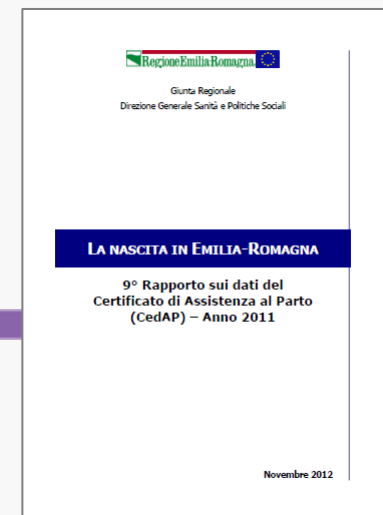 RegioneEmiliaRomagna
Giunta Regionale
Direzione Generale Sanità e Politiche Sociali
LA NASCITA IN EMILIA-ROMAGNA
9° Rapporto sui dati del
Certificato di Assistenza al Parto
(CedAP) – Anno 2011
Novembre 2012